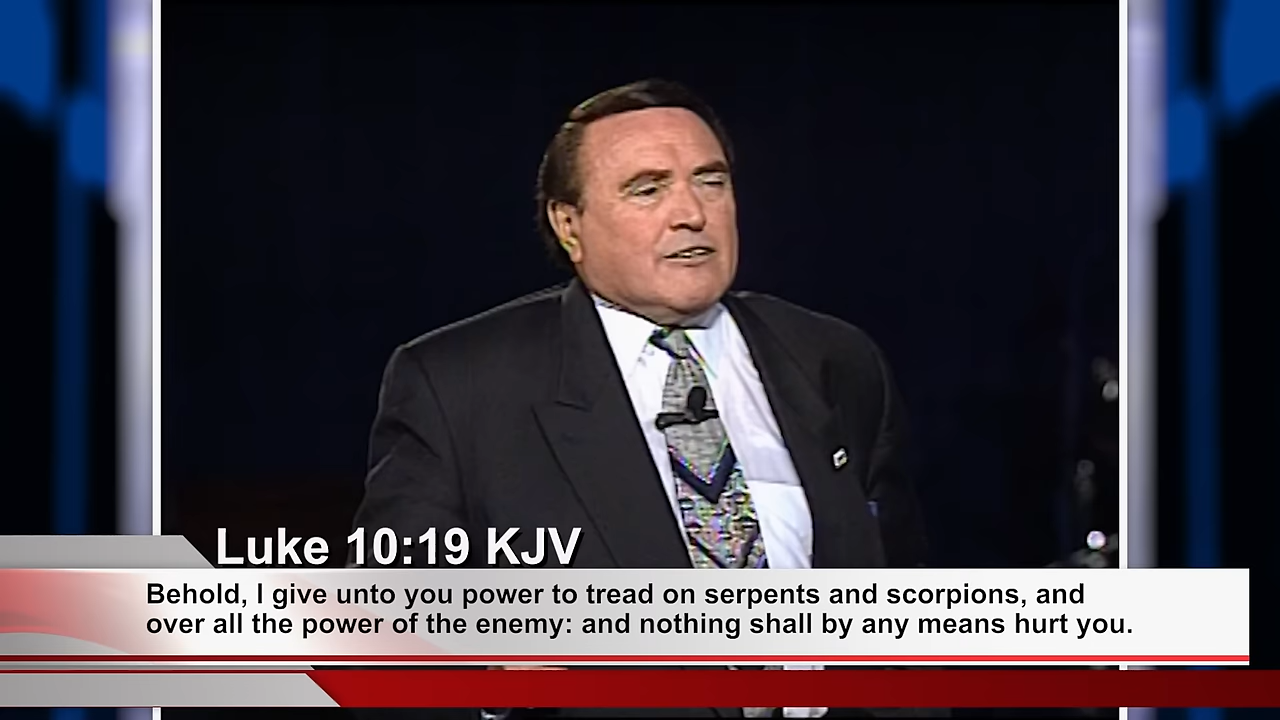 Luke 10:19 KJV
Behold, I give unto you power to tread on serpents and scorpions, and
over all the power of the enemy: and nothing shall by any means hurt you.